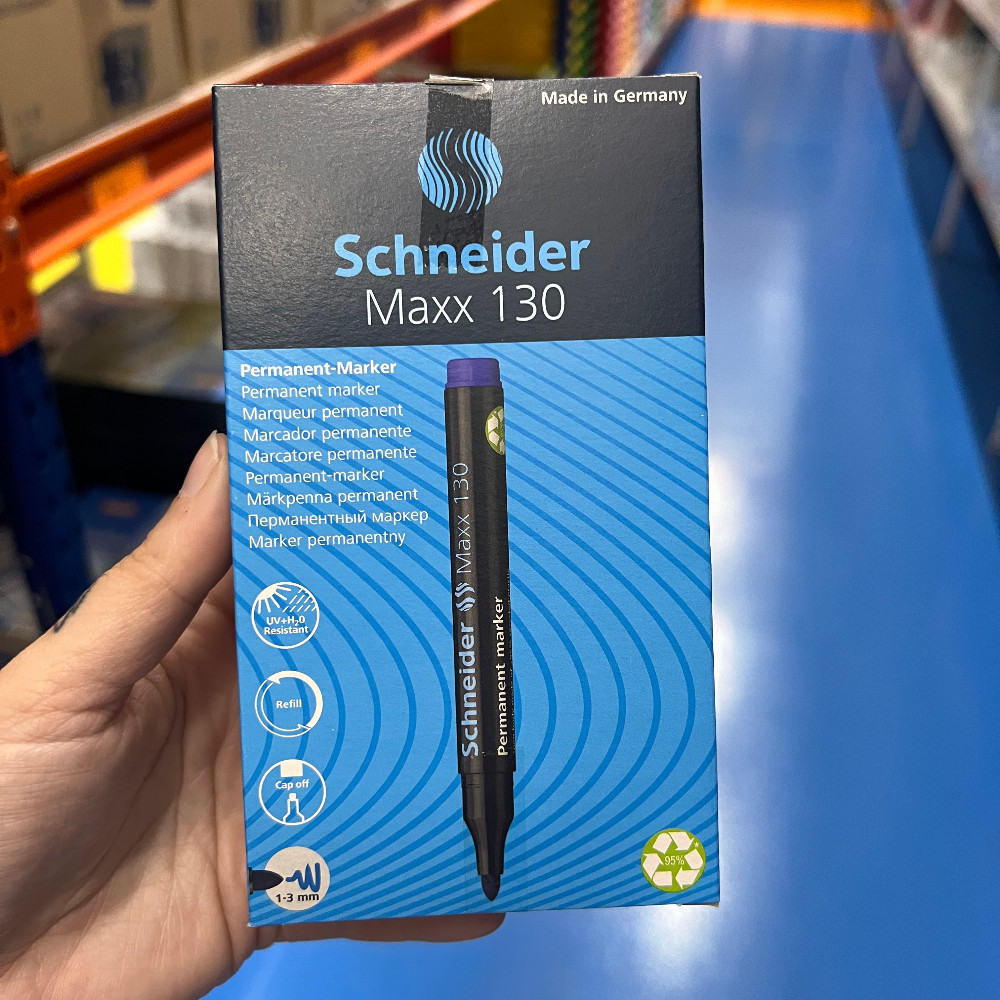 Made in Germany
Schneider
Maxx 130
Permanent-Marker
Permanent marker
Marqueur permanent
Marcador permanente
Marcatore permanente
Permanent-marker
Märkpenna permanent
Перманентный маркер
Marker permanentny
UV+H₂0
Resistant
Refill
Cap off
1-3 mm
Schneider Maxx 130
Permanent marker
95%